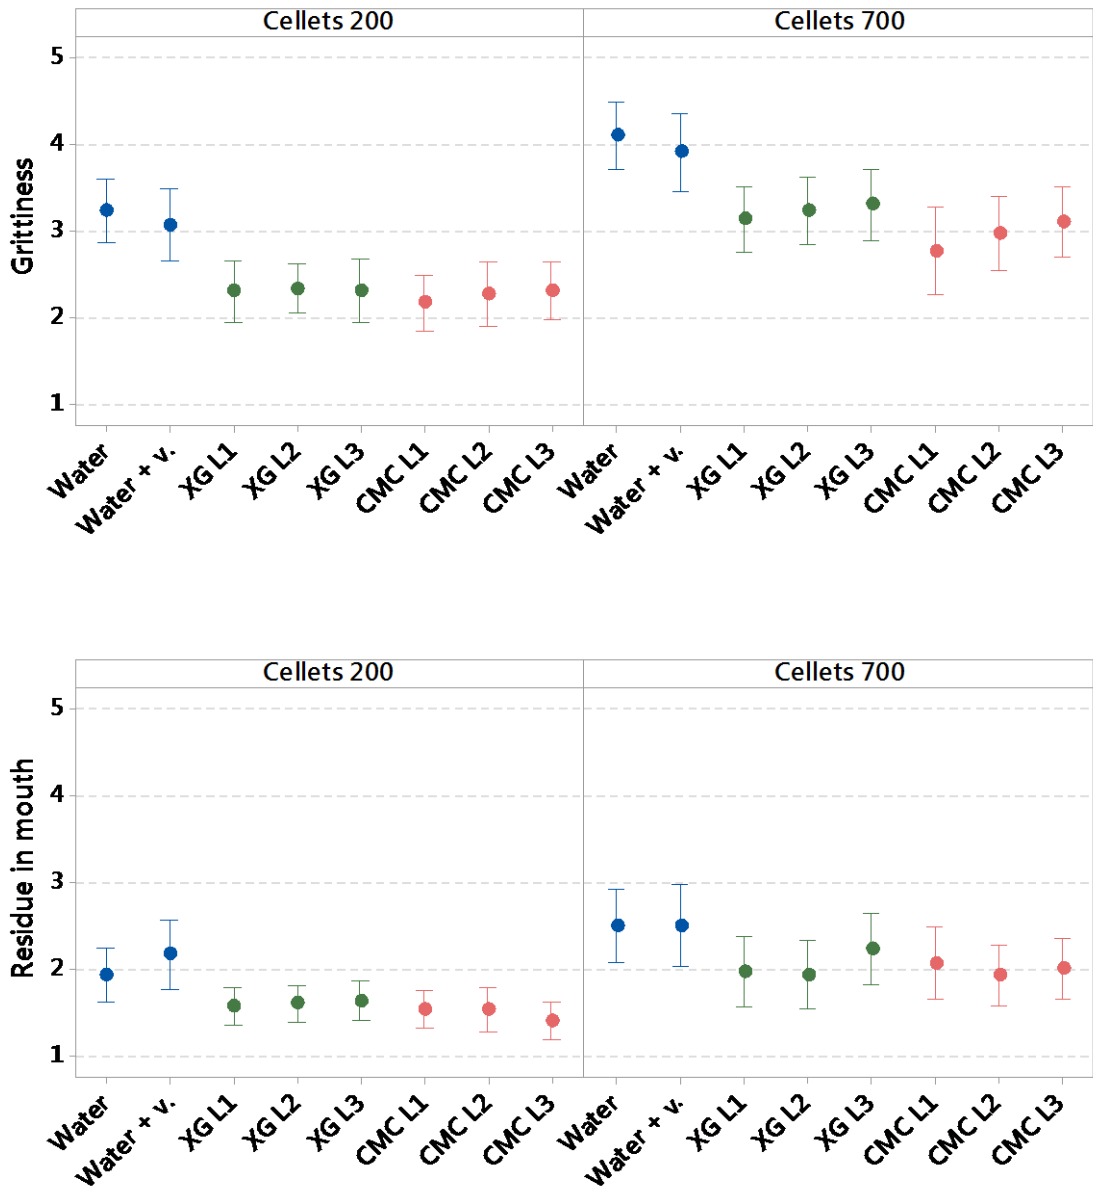 Cellets 200 Cellets 700
5
4
3
2
1
Grittiness
Water Water + v. XG L1 XG L2 XG L3 CMC L1 CMC L2 CMC L3 Water Water + v. XG L1 XG L2 XG L3 CMC L1 CMC L2 CMC L3
Cellets 200 Cellets 700
5
4
3
2
1
Residue in mouth
Water Water + v. XG L1 XG L2 XG L3 CMC L1 CMC L2 CMC L3 Water Water + v. XG L1 XG L2 XG L3 CMC L1 CMC L2 CMC L3